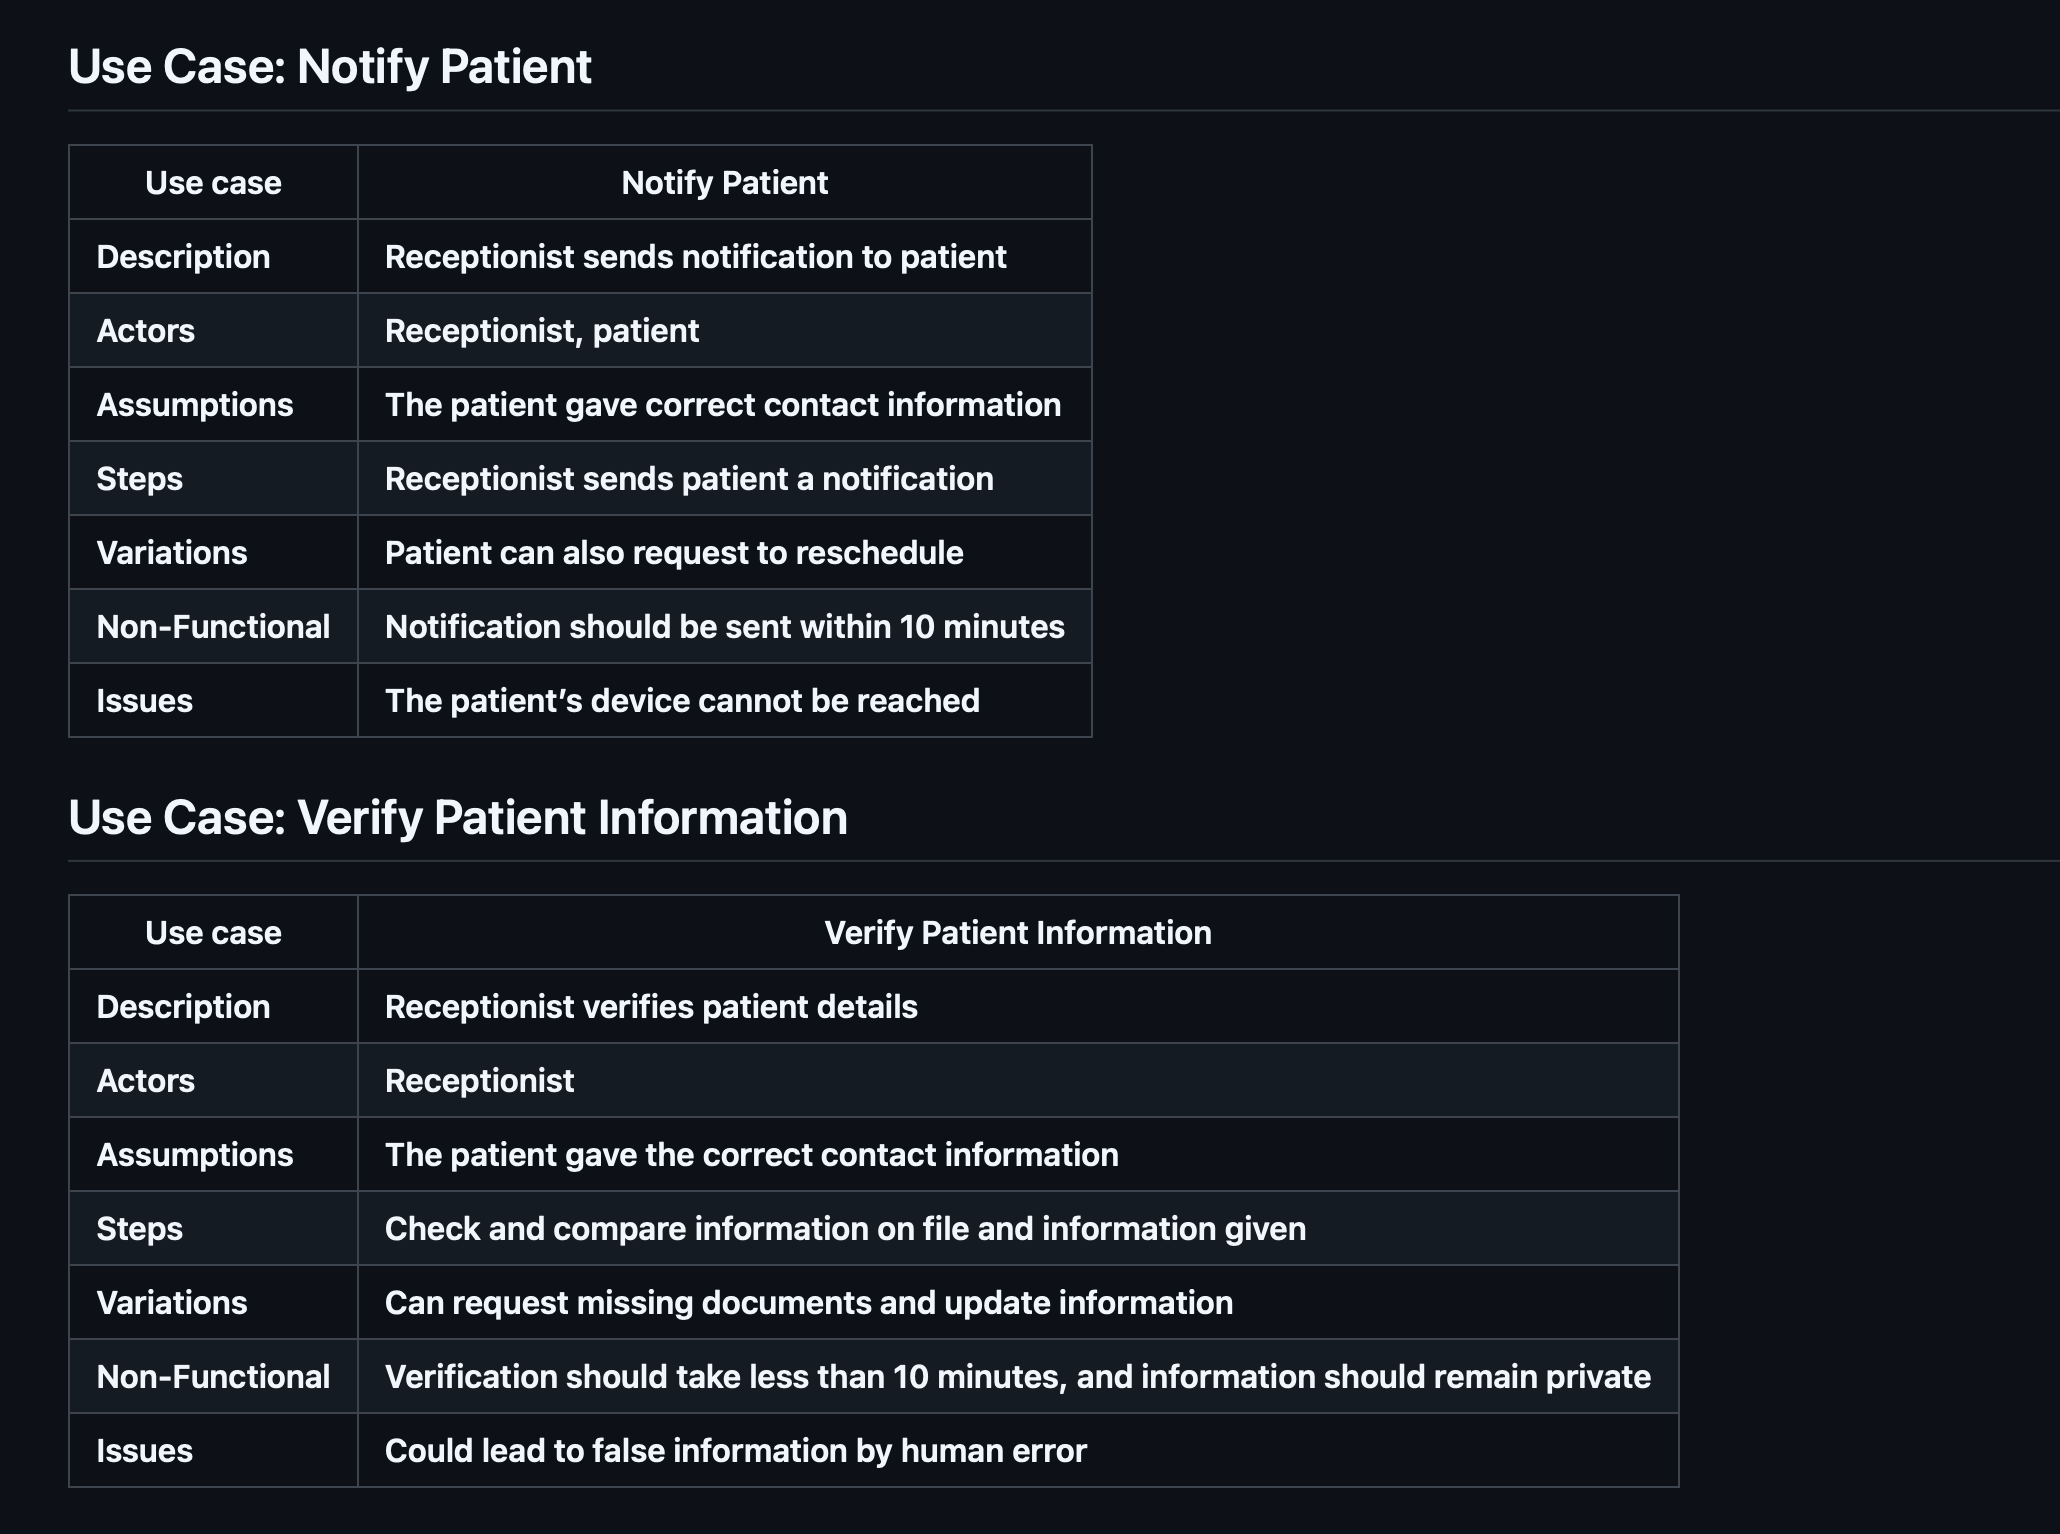 Use Case: Notify Patient
Use case Notify Patient
Description Receptionist sends notification to patient
Actors Receptionist, patient
Assumptions The patient gave correct contact information
Steps Receptionist sends patient a notification
Variations Patient can also request to reschedule
Non-Functional Notification should be sent within 10 minutes
Issues The patient’s device cannot be reached
Use Case: Verify Patient Information
Use case Verify Patient Information
Description Receptionist verifies patient details
Actors Receptionist
Assumptions The patient gave the correct contact information
Steps Check and compare information on file and information given
Variations Can request missing documents and update information
Non-Functional Verification should take less than 10 minutes, and information should remain private
Issues Could lead to false information by human error